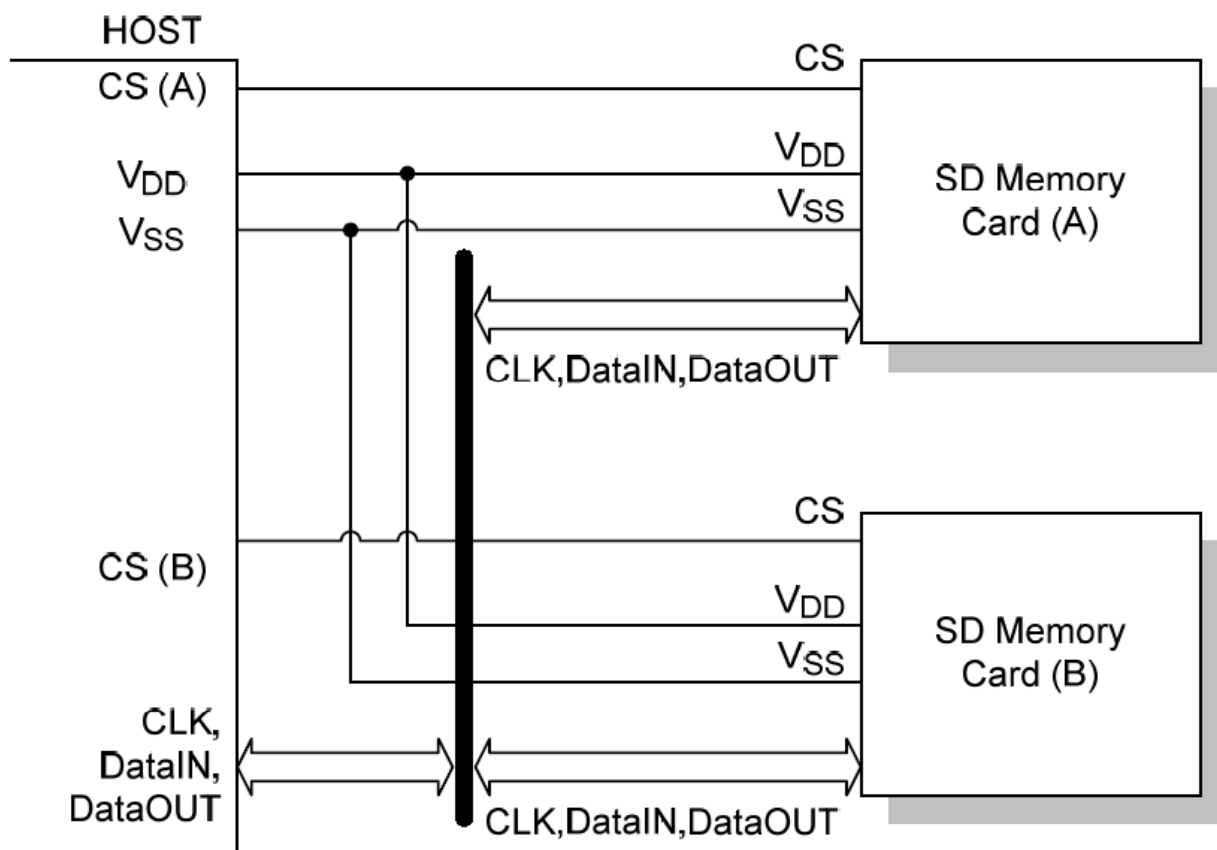 HOST
CS (A)
CS
VDD
VDD
VSS
VSS
SD Memory
Card (A)
CLK,DataIN,DataOUT
CS
CS (B)
VDD
VSS
SD Memory
Card (B)
CLK,
DataIN,
DataOUT
CLK,DataIN,DataOUT